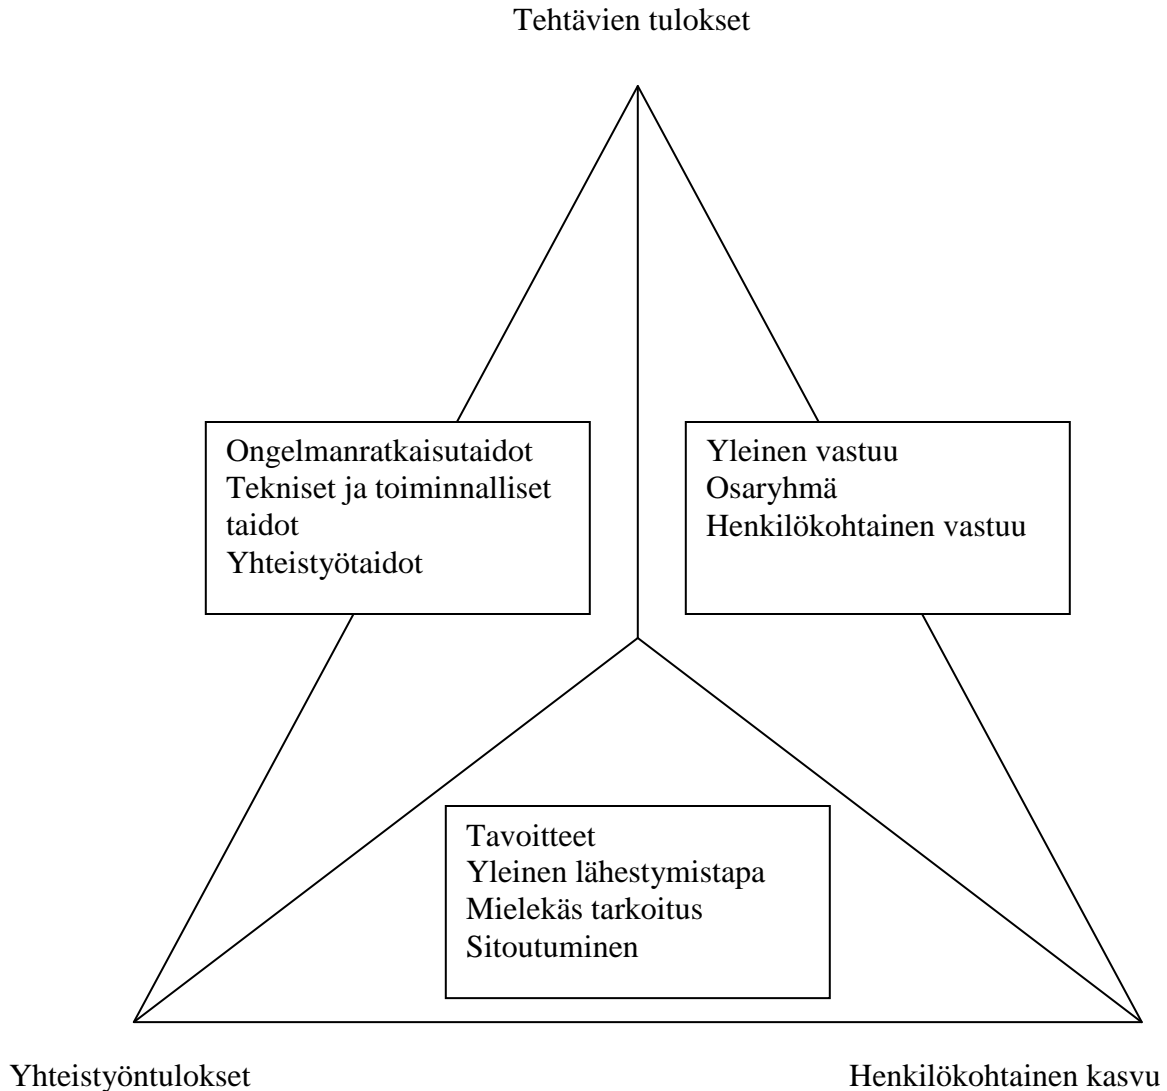 Tehtävien tulokset
Ongelmanratkaisutaidot
Tekniset ja toiminnalliset
taidot
Yhteistyötaidot
Yleinen vastuu
Osaryhmä
Henkilökohtainen vastuu
Tavoitteet
Yleinen lähestymistapa
Mielekäs tarkoitus
Sitoutuminen
Yhteistyöntulokset
Henkilökohtainen kasvu